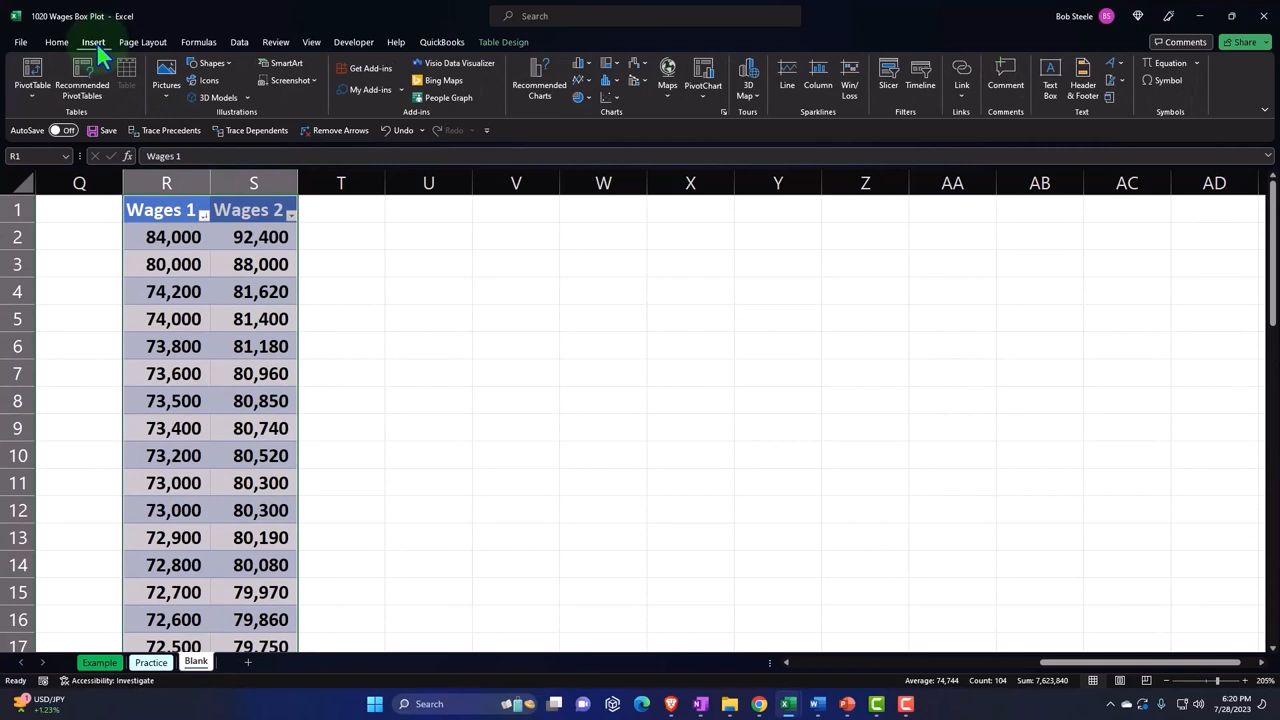 1020 Wages Box Plot - Excel
Search
Bob Steele
BS
File Home Insert Page Layout Formulas Data Review View Developer Help QuickBooks Table Design
Comments
Share
PivotTable
Recommended PivotTables
Table
Tables
Pictures
Shapes
Icons
3D Models
SmartArt
Screenshot
Illustrations
Get Add-ins
My Add-ins
Visio Data Visualizer
Bing Maps
People Graph
Add-ins
Recommended Charts
Maps
PivotChart
Charts
3D Map
Tours
Line
Column
Win/Loss
Sparklines
Slicer
Timeline
Filters
Link
Links
Comment
Comments
Text Box
Header & Footer
Text
Equation
Symbol
Symbols
AutoSave Off Save Trace Precedents Trace Dependents Remove Arrows Undo Redo
R1 fx Wages 1
Q R S T U V W X Y Z AA AB AC AD
1 Wages 1 Wages 2
2 84,000 92,400
3 80,000 88,000
4 74,200 81,620
5 74,000 81,400
6 73,800 81,180
7 73,600 80,960
8 73,500 80,850
9 73,400 80,740
10 73,200 80,520
11 73,000 80,300
12 73,000 80,300
13 72,900 80,190
14 72,800 80,080
15 72,700 79,970
16 72,600 79,860
17 72,500 79,750
Example Practice Blank
Ready Accessibility: Investigate Average: 74,744 Count: 104 Sum: 7,623,840 205%
USD/JPY
+1.23%
Search
6:20 PM
7/28/2023